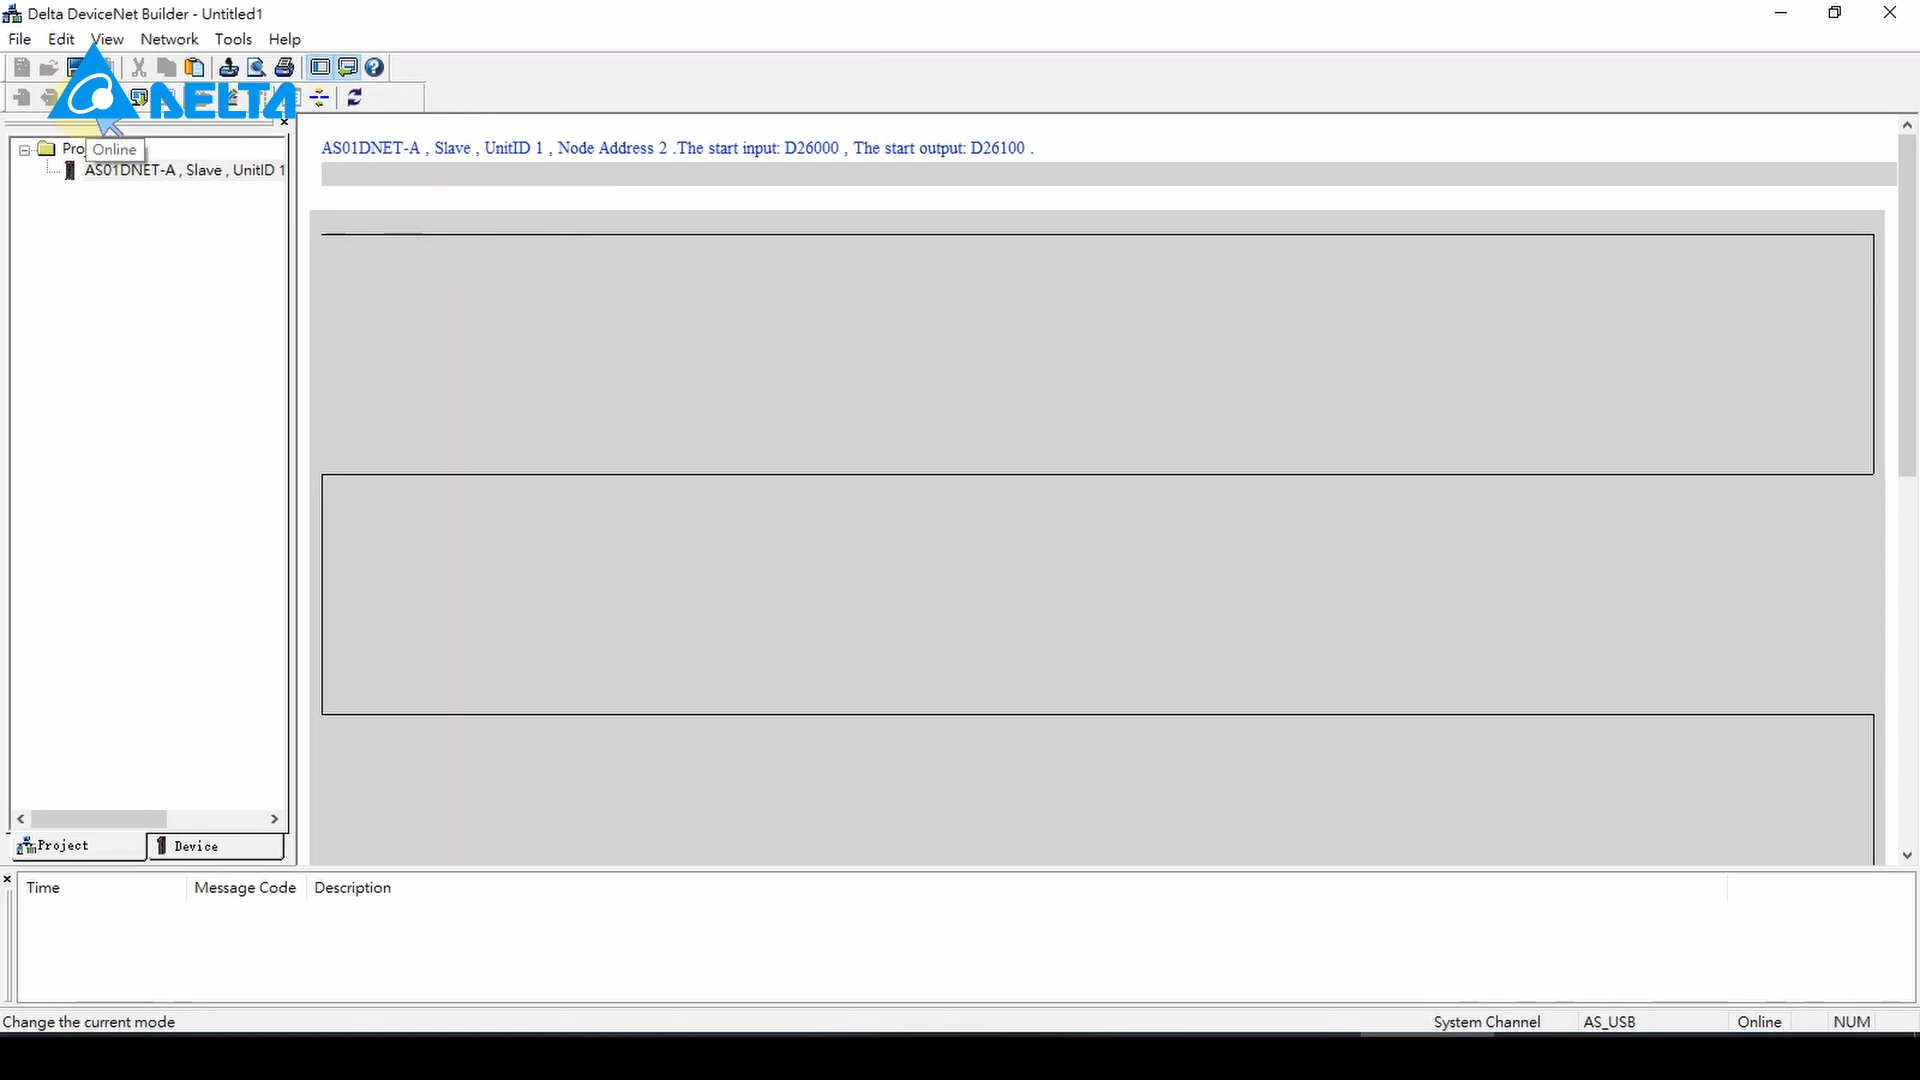 Delta DeviceNet Builder - Untitled1
File Edit View Network Tools Help
DELTA
Online
AS01DNET-A , Slave , UnitID 1
AS01DNET-A , Slave , UnitID 1 , Node Address 2 .The start input: D26000 , The start output: D26100 .
Project Device
Time Message Code Description
Change the current mode System Channel AS_USB Online NUM